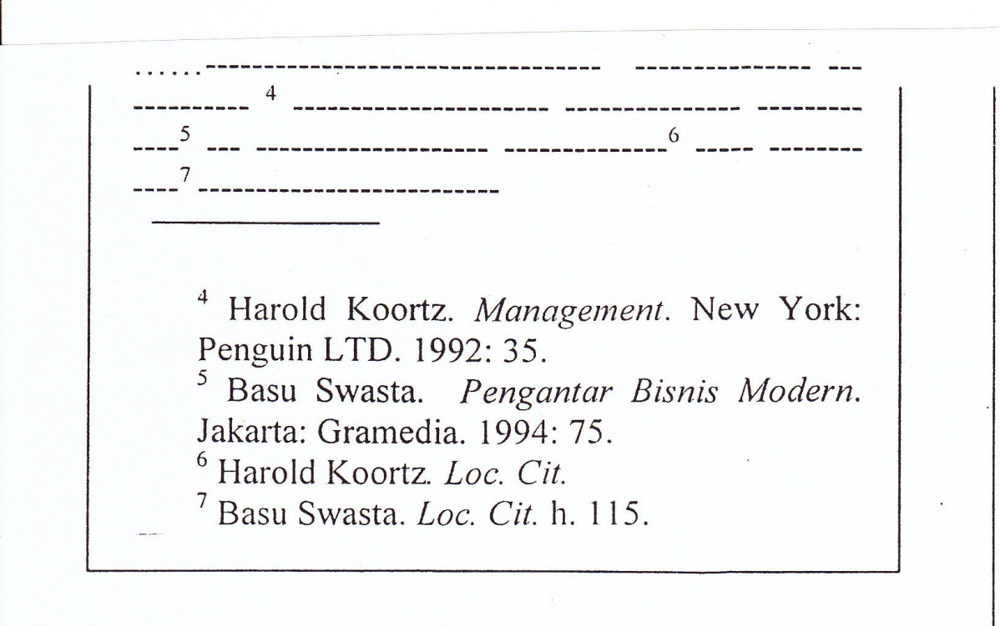 ......---------------------------------- --------------- ---
---------- 4 ---------------------- --------------- ---------
----5 --- -------------------- --------------6 ----- --------
----7 --------------------------
4 Harold Koortz. Management. New York:
Penguin LTD. 1992: 35.
5 Basu Swasta. Pengantar Bisnis Modern.
Jakarta: Gramedia. 1994: 75.
6 Harold Koortz. Loc. Cit.
7 Basu Swasta. Loc. Cit. h. 115.